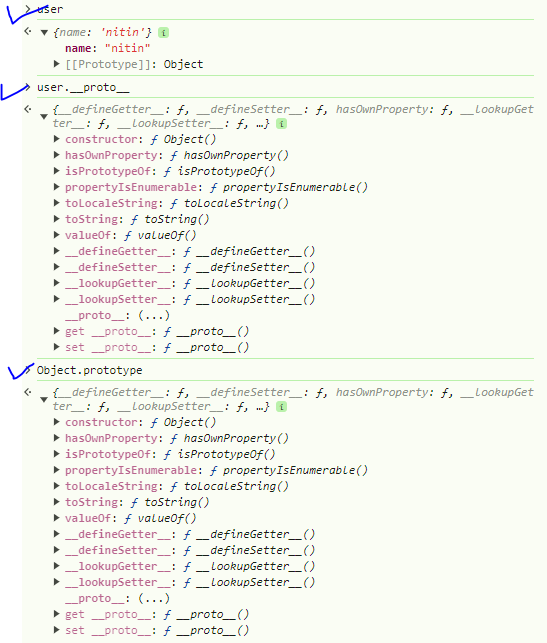 user
{name: 'nitin'} i
name: "nitin"
[[Prototype]]: Object
user.__proto__
{__defineGetter__: ƒ, __defineSetter__: ƒ, hasOwnProperty: ƒ, __lookupGet
ter__: ƒ, __lookupSetter__: ƒ, …} i
constructor: ƒ Object()
hasOwnProperty: ƒ hasOwnProperty()
isPrototypeOf: ƒ isPrototypeOf()
propertyIsEnumerable: ƒ propertyIsEnumerable()
toLocaleString: ƒ toLocaleString()
toString: ƒ toString()
valueOf: ƒ valueOf()
__defineGetter__: ƒ __defineGetter__()
__defineSetter__: ƒ __defineSetter__()
__lookupGetter__: ƒ __lookupGetter__()
__lookupSetter__: ƒ __lookupSetter__()
__proto__: (...)
get __proto__: ƒ __proto__()
set __proto__: ƒ __proto__()
Object.prototype
{__defineGetter__: ƒ, __defineSetter__: ƒ, hasOwnProperty: ƒ, __lookupGet
ter__: ƒ, __lookupSetter__: ƒ, …} i
constructor: ƒ Object()
hasOwnProperty: ƒ hasOwnProperty()
isPrototypeOf: ƒ isPrototypeOf()
propertyIsEnumerable: ƒ propertyIsEnumerable()
toLocaleString: ƒ toLocaleString()
toString: ƒ toString()
valueOf: ƒ valueOf()
__defineGetter__: ƒ __defineGetter__()
__defineSetter__: ƒ __defineSetter__()
__lookupGetter__: ƒ __lookupGetter__()
__lookupSetter__: ƒ __lookupSetter__()
__proto__: (...)
get __proto__: ƒ __proto__()
set __proto__: ƒ __proto__()